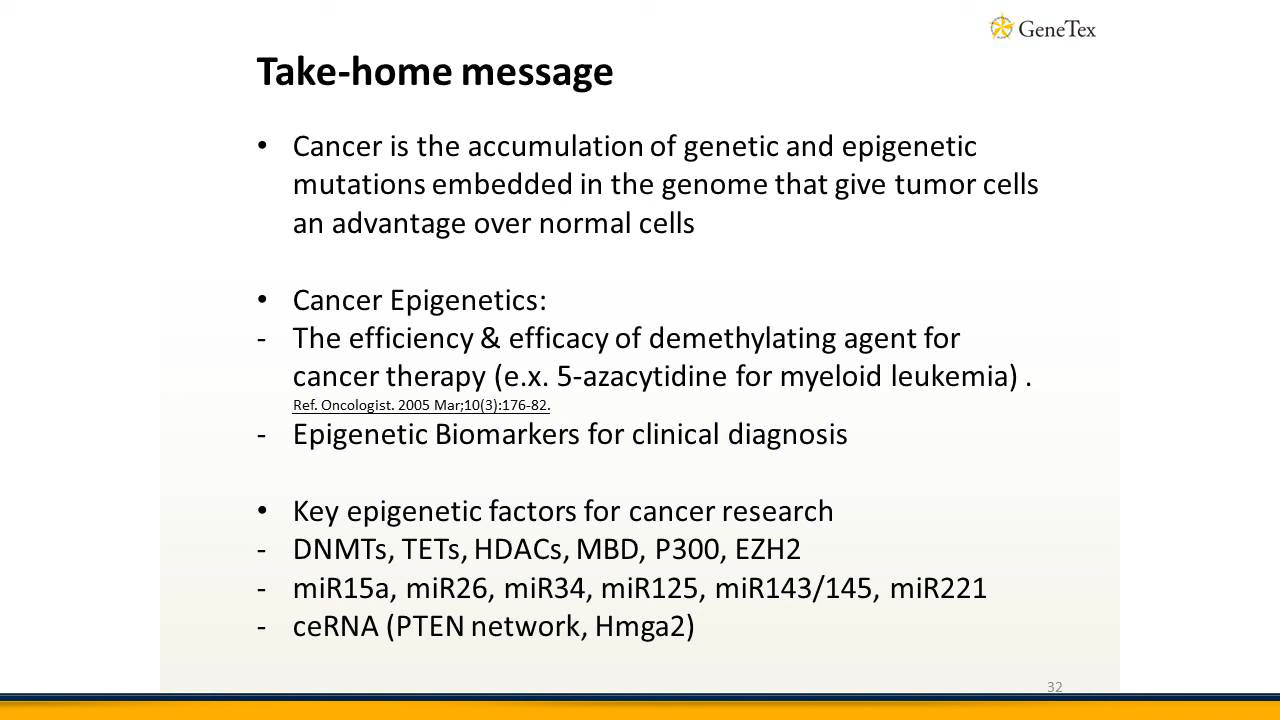 GeneTex
Take-home message
• Cancer is the accumulation of genetic and epigenetic
mutations embedded in the genome that give tumor cells
an advantage over normal cells
• Cancer Epigenetics:
- The efficiency & efficacy of demethylating agent for
cancer therapy (e.x. 5-azacytidine for myeloid leukemia) .
Ref. Oncologist. 2005 Mar;10(3):176-82.
- Epigenetic Biomarkers for clinical diagnosis
• Key epigenetic factors for cancer research
- DNMTs, TETs, HDACs, MBD, P300, EZH2
- miR15a, miR26, miR34, miR125, miR143/145, miR221
- ceRNA (PTEN network, Hmga2)
32